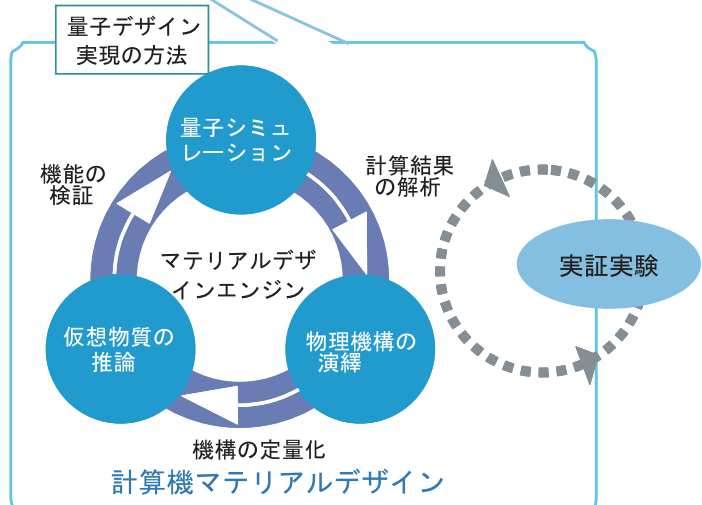 量子デザイン
実現の方法
量子シミュ
レーション
機能の
検証
計算結果
の解析
マテリアルデザ
インエンジン
実証実験
仮想物質の
推論
物理機構の
演繹
機構の定量化
計算機マテリアルデザイン